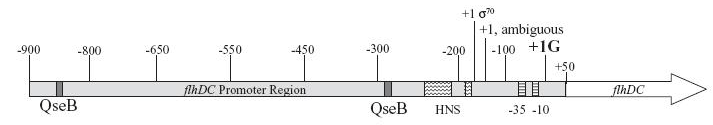 +1 σ70
+1, ambiguous
-900 -800 -650 -550 -450 -300 -200 -100 +1G
+50
flhDC Promoter Region flhDC
QseB QseB HNS -35 -10